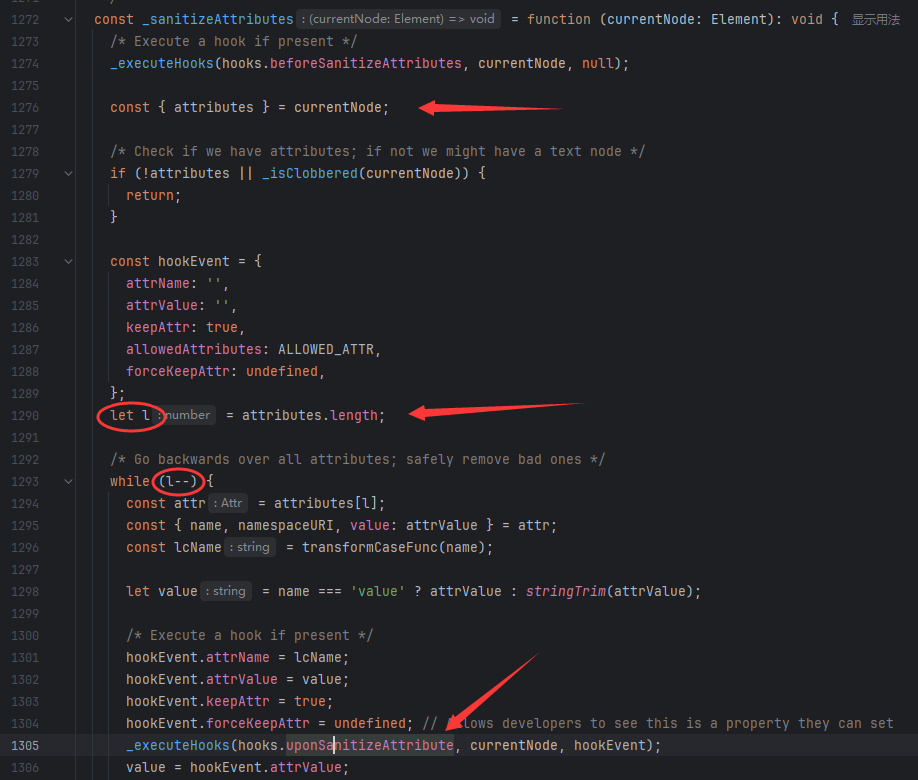 1272 const _sanitizeAttributes : (currentNode: Element) => void = function (currentNode: Element): void { 显示用法
1273 /* Execute a hook if present */
1274 _executeHooks(hooks.beforeSanitizeAttributes, currentNode, null);
1275
1276 const { attributes } = currentNode;
1277
1278 /* Check if we have attributes; if not we might have a text node */
1279 if (!attributes || _isClobbered(currentNode)) {
1280 return;
1281 }
1282
1283 const hookEvent = {
1284 attrName: '',
1285 attrValue: '',
1286 keepAttr: true,
1287 allowedAttributes: ALLOWED_ATTR,
1288 forceKeepAttr: undefined,
1289 };
1290 let l : number = attributes.length;
1291
1292 /* Go backwards over all attributes; safely remove bad ones */
1293 while (l--) {
1294 const attr : Attr = attributes[l];
1295 const { name, namespaceURI, value: attrValue } = attr;
1296 const lcName : string = transformCaseFunc(name);
1297
1298 let value : string = name === 'value' ? attrValue : stringTrim(attrValue);
1299
1300 /* Execute a hook if present */
1301 hookEvent.attrName = lcName;
1302 hookEvent.attrValue = value;
1303 hookEvent.keepAttr = true;
1304 hookEvent.forceKeepAttr = undefined; // Allows developers to see this is a property they can set
1305 _executeHooks(hooks.uponSanitizeAttribute, currentNode, hookEvent);
1306 value = hookEvent.attrValue;